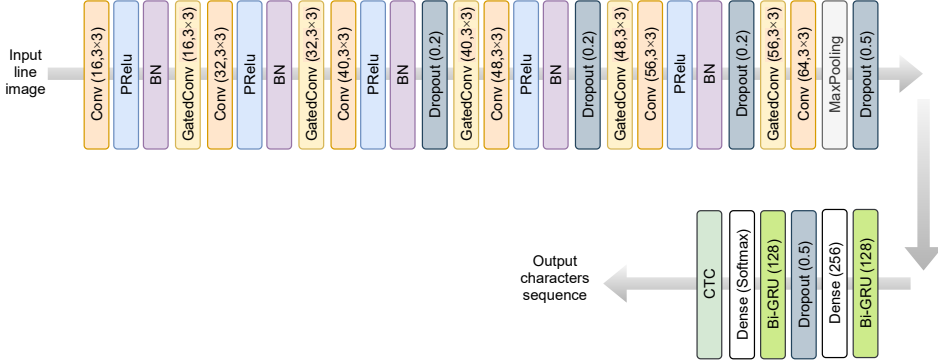 Input
line
image
Conv (16,3×3)
PRelu
BN
GatedConv (16,3×3)
Conv (32,3×3)
PRelu
BN
GatedConv (32,3×3)
Conv (40,3×3)
PRelu
BN
Dropout (0.2)
GatedConv (40,3×3)
Conv (48,3×3)
PRelu
BN
Dropout (0.2)
GatedConv (48,3×3)
Conv (56,3×3)
PRelu
BN
Dropout (0.2)
GatedConv (56,3×3)
Conv (64,3×3)
MaxPooling
Dropout (0.5)
Output
characters
sequence
CTC
Dense (Softmax)
Bi-GRU (128)
Dropout (0.5)
Dense (256)
Bi-GRU (128)